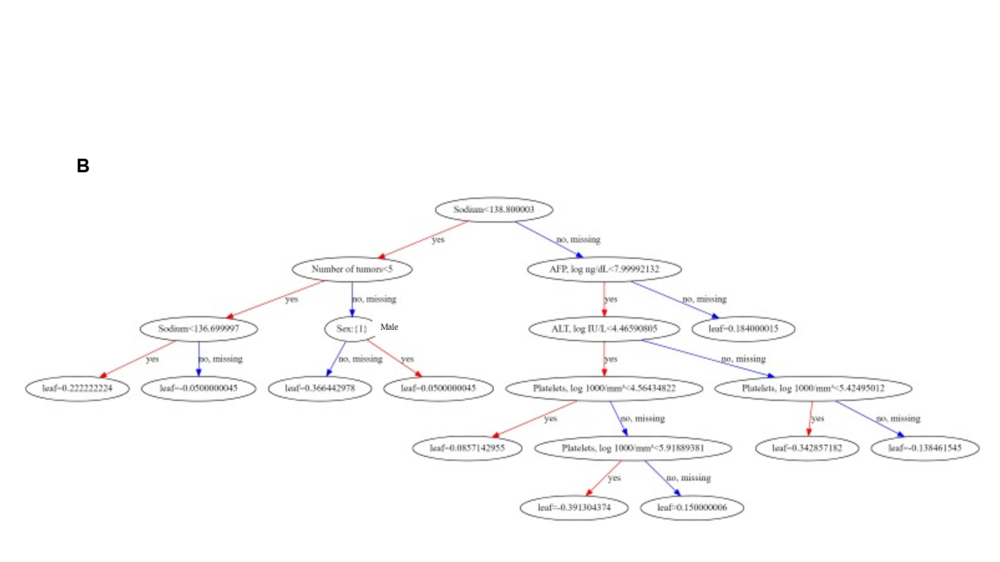 B
Sodium<138.800003
yes
no, missing
Number of tumors<5
AFP, log ng/dL<7.99992132
yes
no, missing
yes
no, missing
Sodium<136.699997
Sex:{1}
Male
ALT, log IU/L<4.46590805
leaf=0.184000015
yes
no, missing
no, missing
yes
yes
no, missing
leaf=0.222222224
leaf=-0.0500000045
leaf=0.366442978
leaf=0.0500000045
Platelets, log 1000/mm³<4.56434822
Platelets, log 1000/mm³<5.42495012
yes
no, missing
yes
no, missing
leaf=0.0857142955
Platelets, log 1000/mm³<5.91889381
leaf=0.342857182
leaf=-0.138461545
yes
no, missing
leaf=-0.391304374
leaf=0.150000006